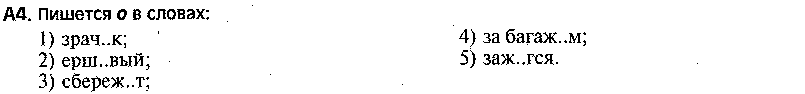 А4. Пишется о в словах:
1) зрач..к;
2) ерш..вый;
3) сбереж..т;
4) за багаж..м;
5) заж..гся.